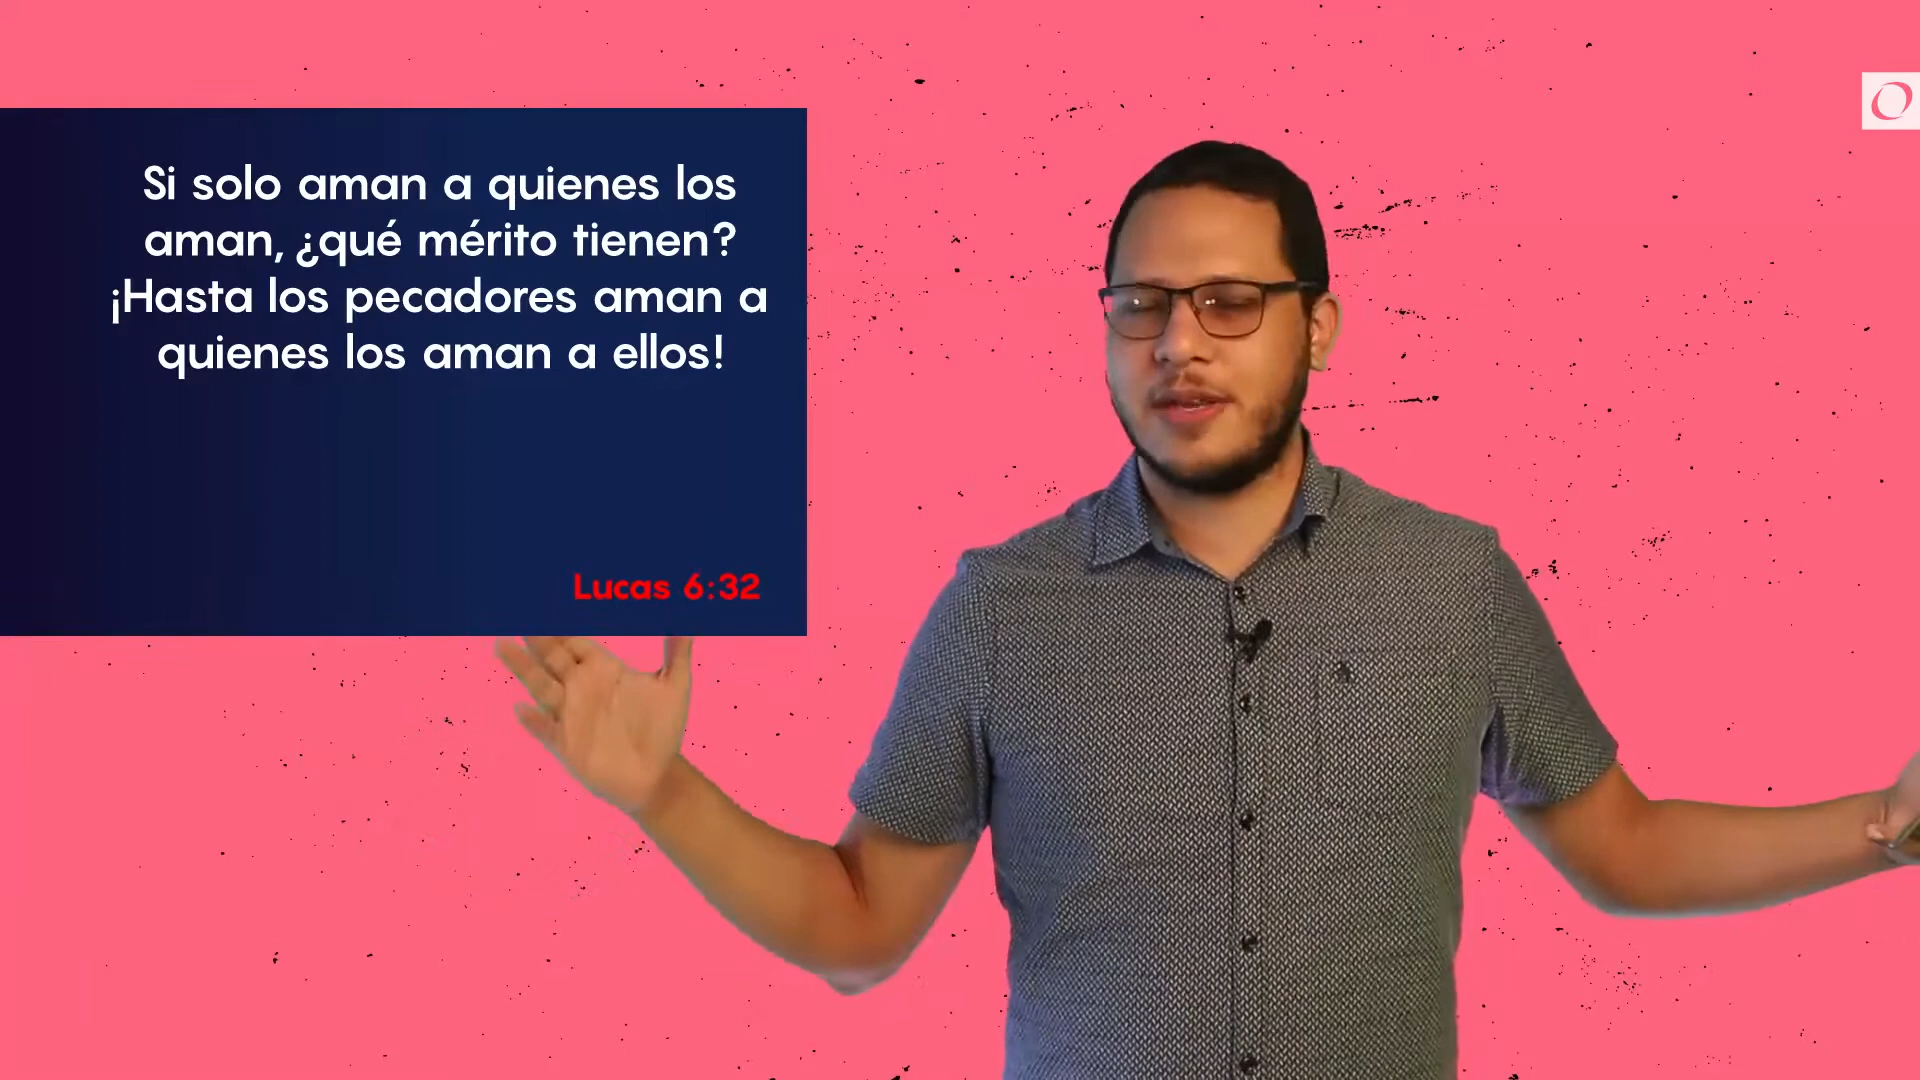 Si solo aman a quienes los
aman, ¿qué mérito tienen?
¡Hasta los pecadores aman a
quienes los aman a ellos!
Lucas 6:32